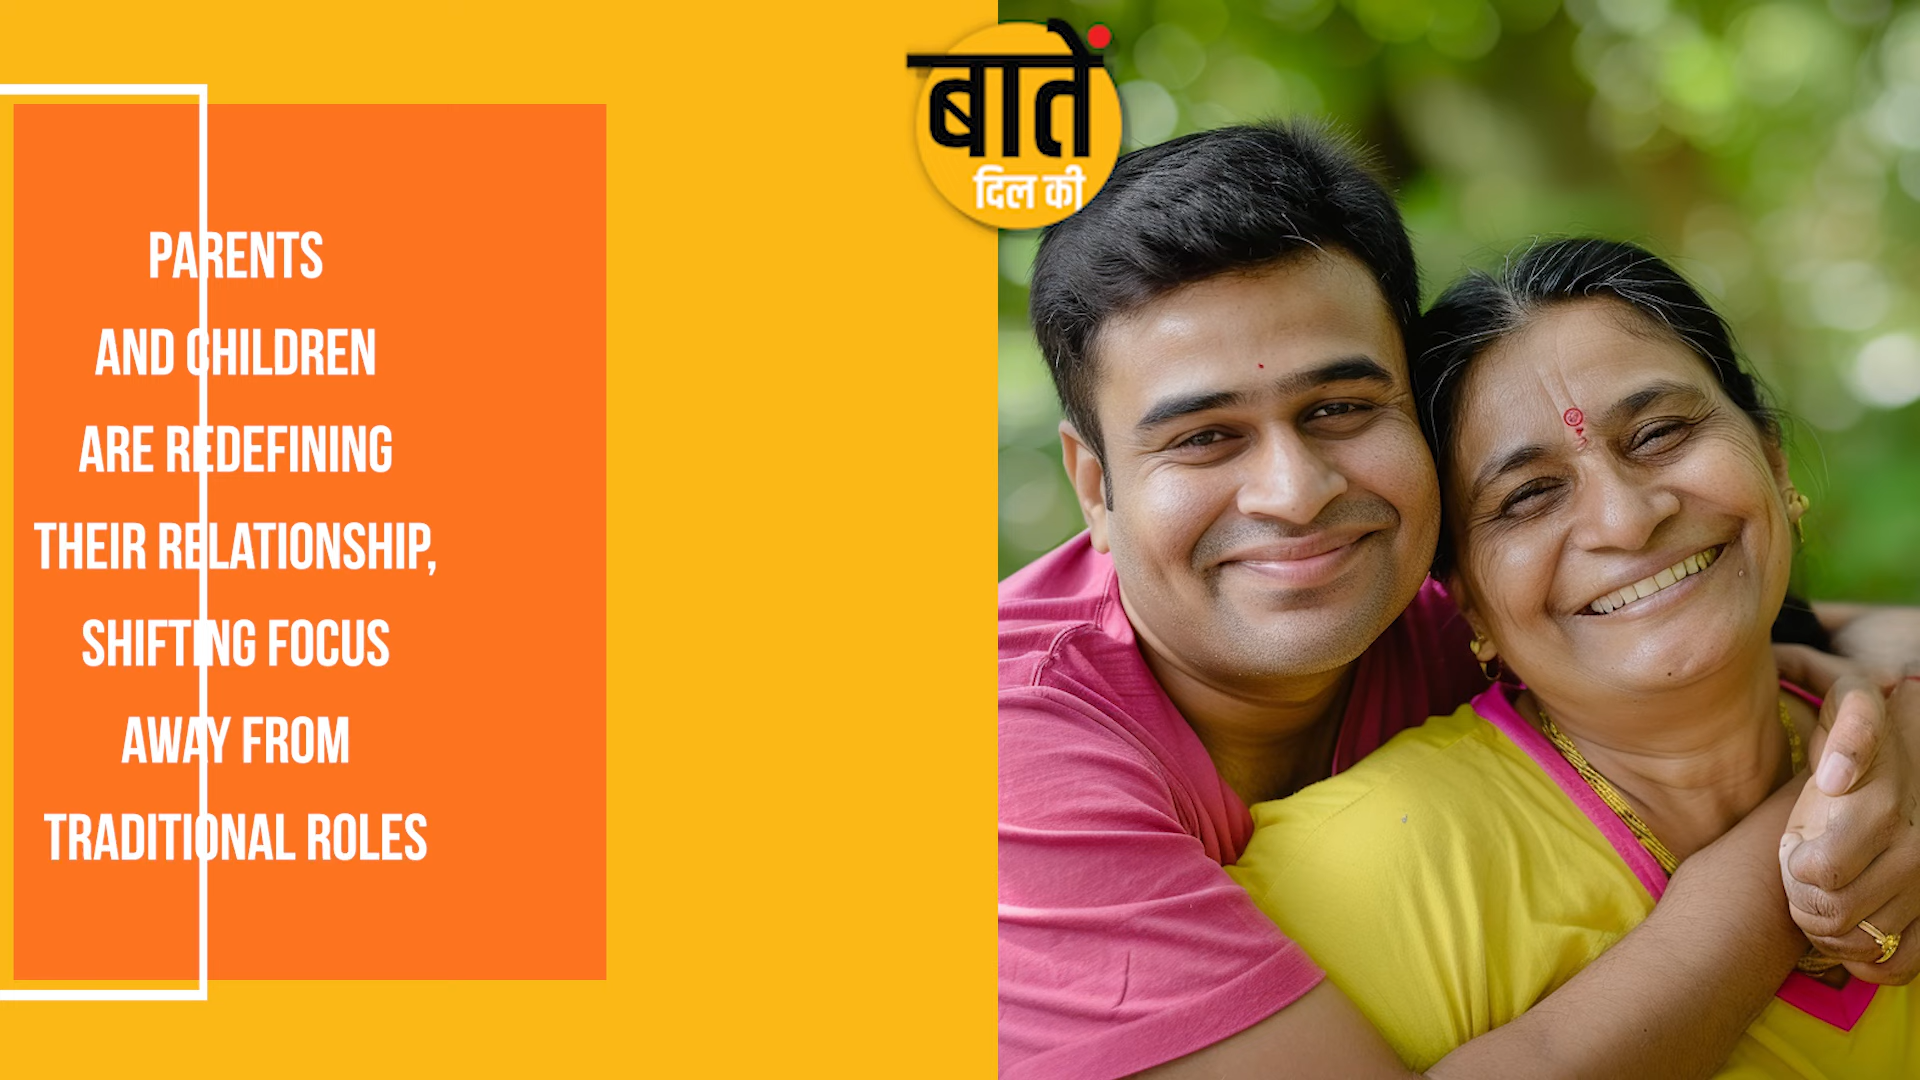 बातें
दिल की
PARENTS
AND CHILDREN
ARE REDEFINING
THEIR RELATIONSHIP,
SHIFTING FOCUS
AWAY FROM
TRADITIONAL ROLES